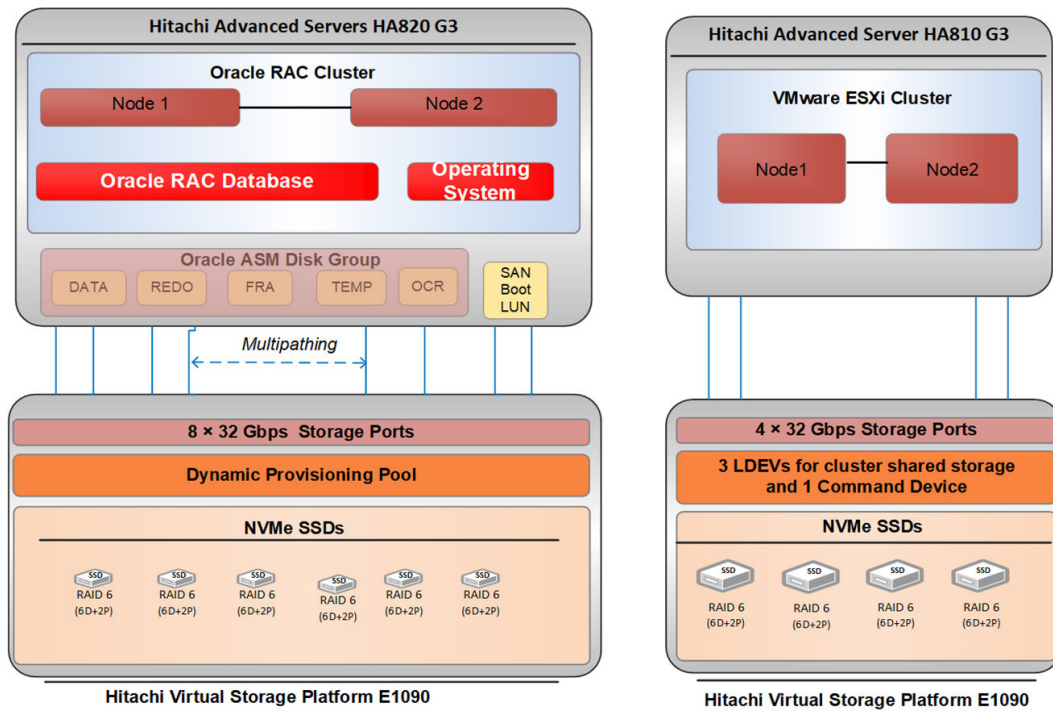 Hitachi Advanced Servers HA820 G3
Oracle RAC Cluster
Node 1
Node 2
Oracle RAC Database
Operating
System
Oracle ASM Disk Group
DATA
REDO
FRA
TEMP
OCR
SAN
Boot
LUN
Multipathing
8 × 32 Gbps Storage Ports
Dynamic Provisioning Pool
NVMe SSDs
SSD
RAID 6
(6D+2P)
SSD
RAID 6
(6D+2P)
SSD
RAID 6
(6D+2P)
SSD
RAID 6
(6D+2P)
SSD
RAID 6
(6D+2P)
SSD
RAID 6
(6D+2P)
Hitachi Virtual Storage Platform E1090
Hitachi Advanced Server HA810 G3
VMware ESXi Cluster
Node1
Node2
4 × 32 Gbps Storage Ports
3 LDEVs for cluster shared storage
and 1 Command Device
NVMe SSDs
SSD
RAID 6
(6D+2P)
SSD
RAID 6
(6D+2P)
SSD
RAID 6
(6D+2P)
SSD
RAID 6
(6D+2P)
Hitachi Virtual Storage Platform E1090